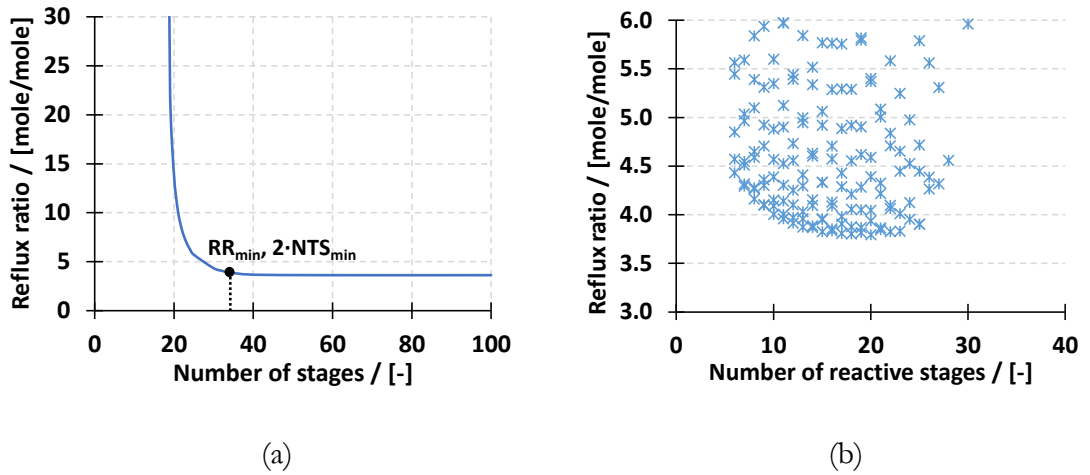 Reflux ratio / [mole/mole]
30
25
20
15
10
5
0
RRmin, 2·NTSmin
0 20 40 60 80 100
Number of stages / [-]
(a)
Reflux ratio / [mole/mole]
6.0
5.5
5.0
4.5
4.0
3.5
3.0
0 10 20 30 40
Number of reactive stages / [-]
(b)